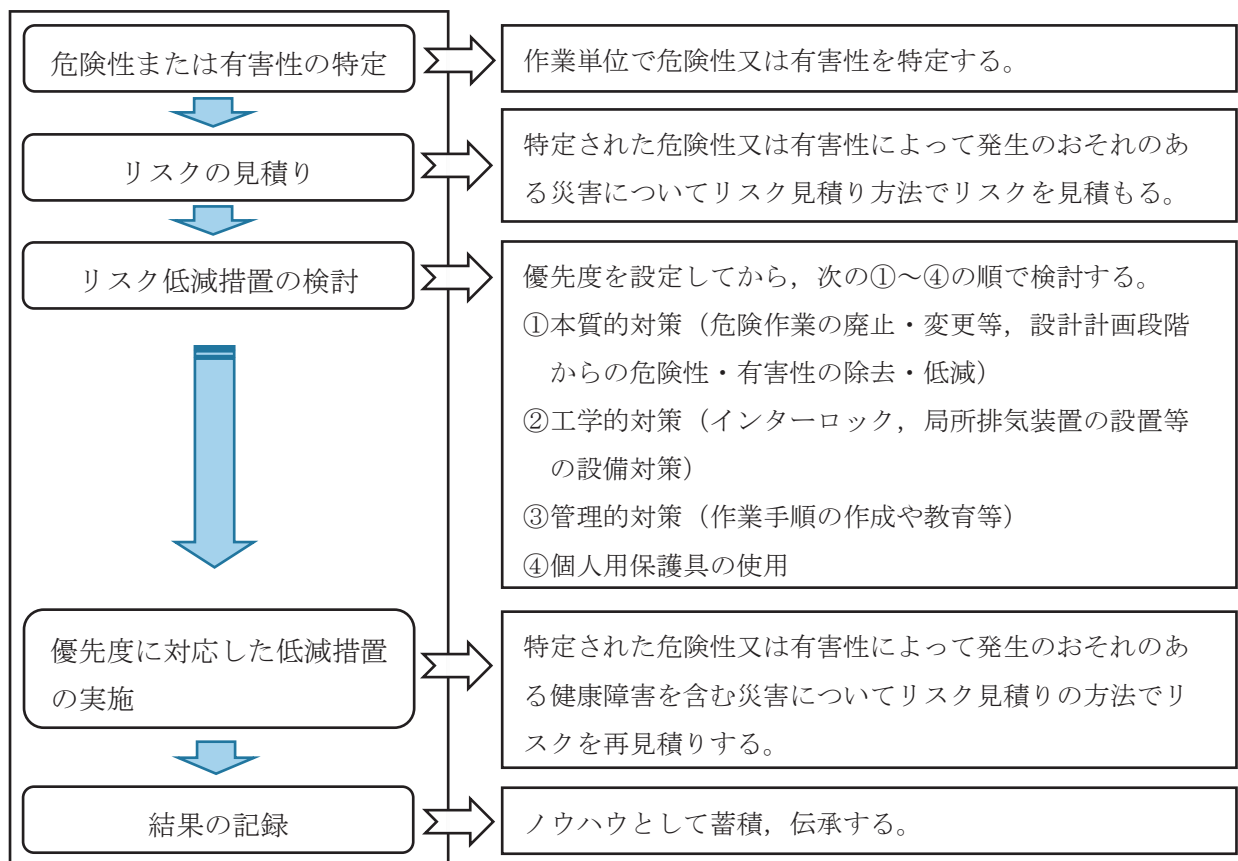 危険性または有害性の特定
作業単位で危険性又は有害性を特定する。
リスクの見積り
特定された危険性又は有害性によって発生のおそれのあ
る災害についてリスク見積り方法でリスクを見積もる。
リスク低減措置の検討
優先度を設定してから，次の①～④の順で検討する。
①本質的対策（危険作業の廃止・変更等，設計計画段階
からの危険性・有害性の除去・低減）
②工学的対策（インターロック，局所排気装置の設置等
の設備対策）
③管理的対策（作業手順の作成や教育等）
④個人用保護具の使用
優先度に対応した低減措置
の実施
特定された危険性又は有害性によって発生のおそれのあ
る健康障害を含む災害についてリスク見積りの方法でリ
スクを再見積りする。
結果の記録
ノウハウとして蓄積，伝承する。